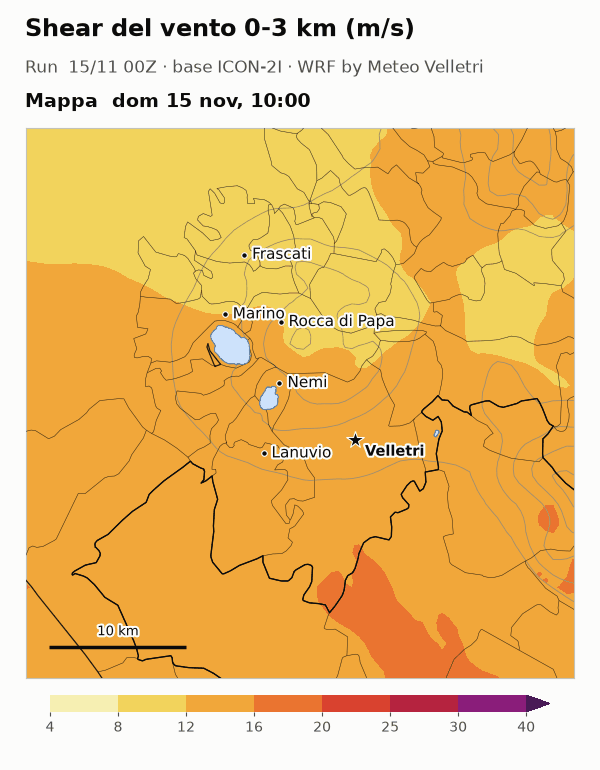 Shear del vento 0-3 km (m/s)
Run  15/11 00Z · base ICON-2I · WRF by Meteo Velletri
Mappa  dom 15 nov, 10:00
Frascati
Marino
Rocca di Papa
Nemi
Velletri
Lanuvio
10 km
4 8 12 16 20 25 30 40